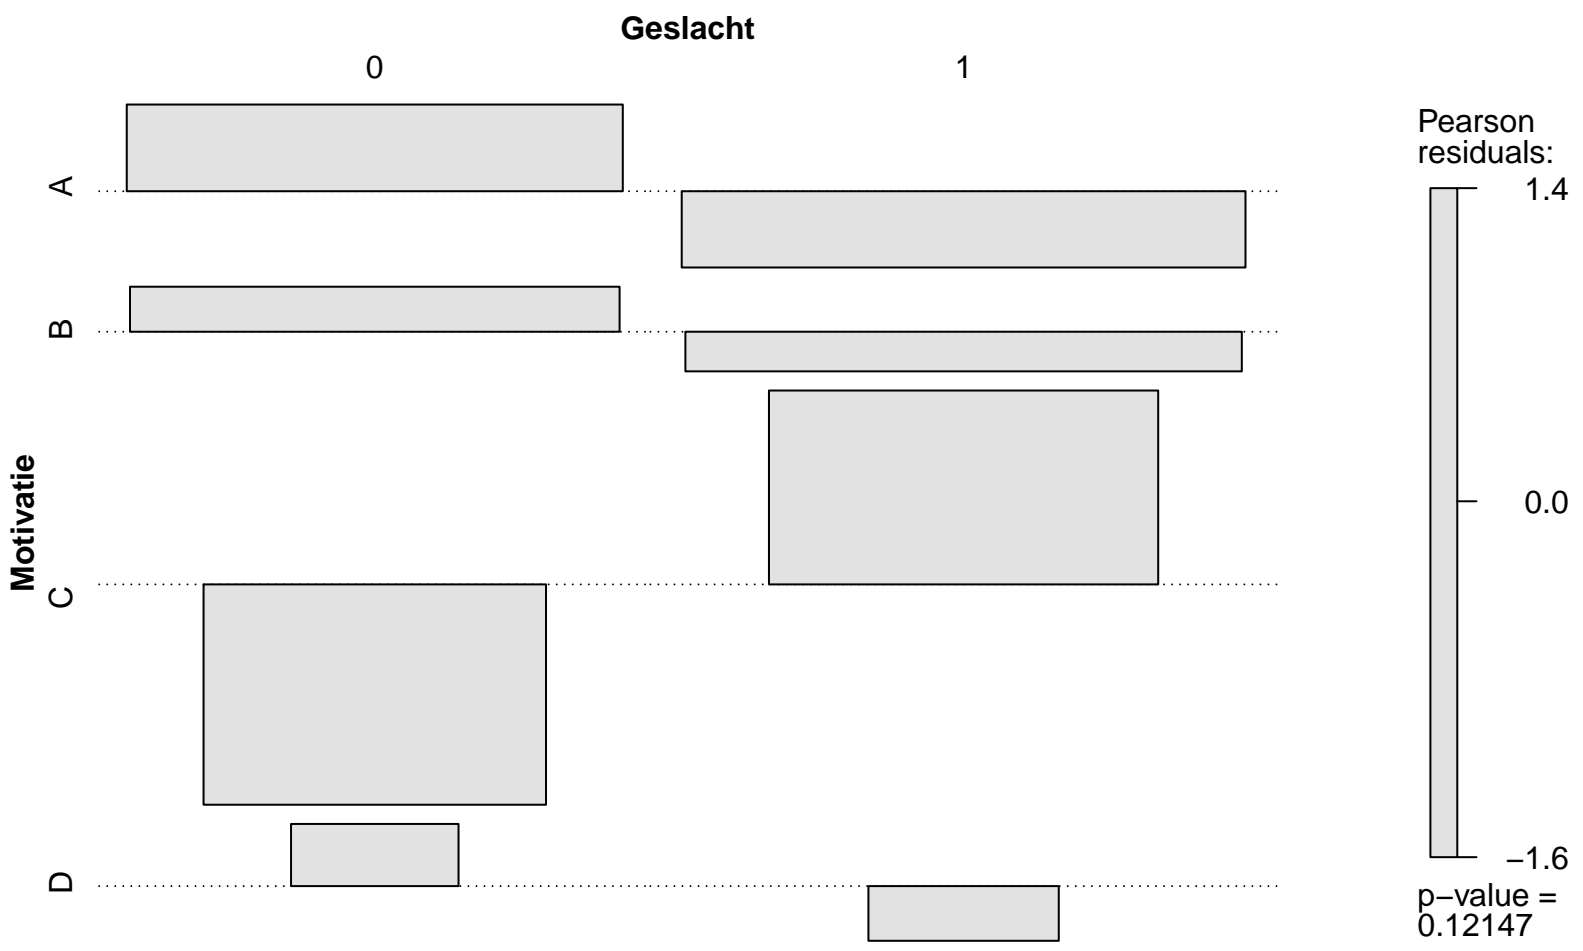 Geslacht
0 1
Motivatie
A
B
C
D
Pearson
residuals:
1.4
0.0
−1.6
p−value =
0.12147